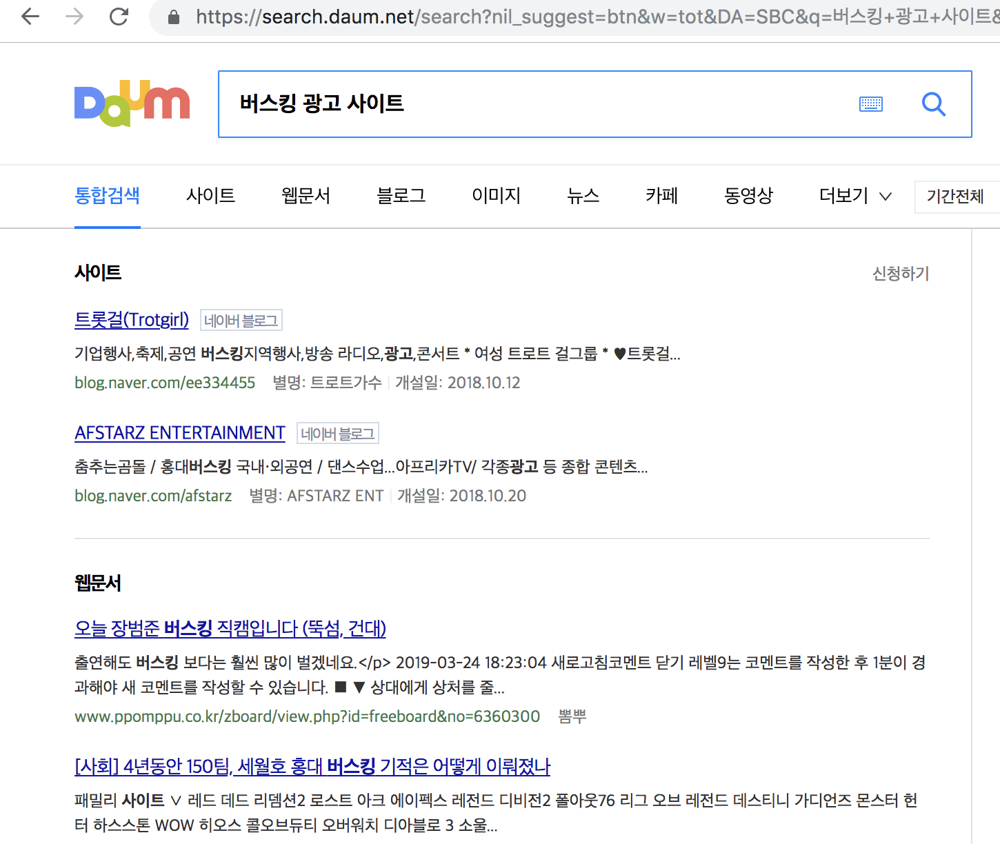 https://search.daum.net/search?nil_suggest=btn&w=tot&DA=SBC&q=버스킹+광고+사이트&
Daum
버스킹 광고 사이트
통합검색 사이트 웹문서 블로그 이미지 뉴스 카페 동영상 더보기 기간전체
사이트 신청하기
트롯걸(Trotgirl) 네이버 블로그
기업행사,축제,공연 버스킹지역행사,방송 라디오,광고,콘서트 * 여성 트로트 걸그룹 * ♥트롯걸...
blog.naver.com/ee334455 별명: 트로트가수 | 개설일: 2018.10.12
AFSTARZ ENTERTAINMENT 네이버 블로그
춤추는곰돌 / 홍대버스킹 국내·외공연 / 댄스수업...아프리카TV/ 각종광고 등 종합 콘텐츠...
blog.naver.com/afstarz 별명: AFSTARZ ENT | 개설일: 2018.10.20
웹문서
오늘 장범준 버스킹 직캠입니다 (뚝섬, 건대)
출연해도 버스킹 보다는 훨씬 많이 벌겠네요.</p> 2019-03-24 18:23:04 새로고침코멘트 닫기 레벨9는 코멘트를 작성한 후 1분이 경
과해야 새 코멘트를 작성할 수 있습니다. ■ ▼ 상대에게 상처를 줄...
www.ppomppu.co.kr/zboard/view.php?id=freeboard&no=6360300 뽐뿌
[사회] 4년동안 150팀, 세월호 홍대 버스킹 기적은 어떻게 이뤄졌나
패밀리 사이트 ∨ 레드 데드 리뎀션2 로스트 아크 에이펙스 레전드 디비전2 폴아웃76 리그 오브 레전드 데스티니 가디언즈 몬스터 헌
터 하스스톤 WOW 히오스 콜오브듀티 오버워치 디아블로 3 소울...